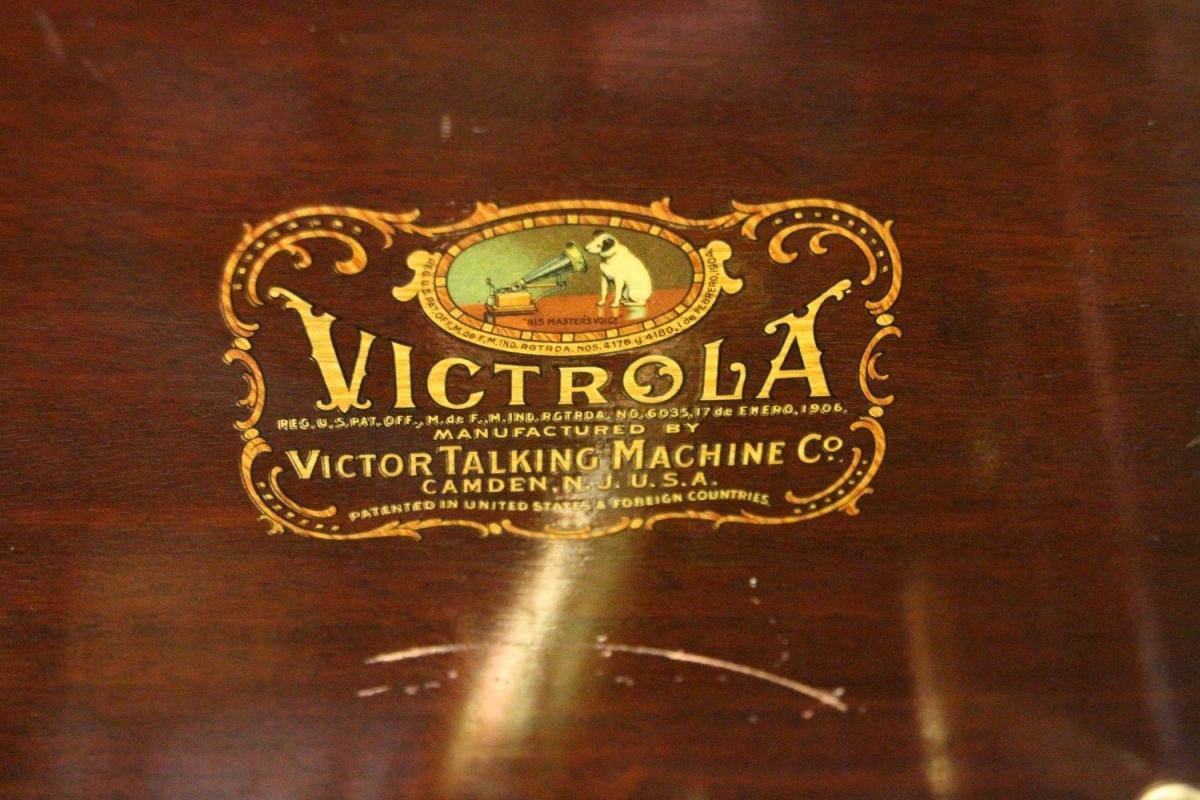 "HIS MASTER'S VOICE"
REG. U.S. PAT. OFF. M. de F. M. IND. RGTRDA. NOS. 4176 y 4180. 1 de FEBRERO, 1904
VICTROLA
REG. U.S. PAT. OFF., M. de F., M. IND. RGTRDA. NO. 6035, 17 de ENERO, 1906.
MANUFACTURED BY
VICTOR TALKING MACHINE CO.
CAMDEN, N.J. U.S.A.
PATENTED IN UNITED STATES & FOREIGN COUNTRIES